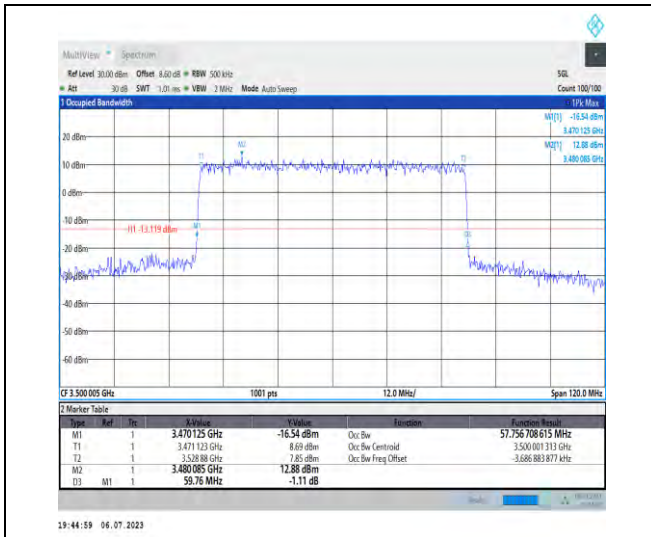 MultiView Spectrum
Ref Level 30.00 dBm Offset 8.60 dB RBW 500 kHz SGL
Att 30 dB SWT 1.01 ms VBW 2 MHz Mode Auto Sweep Count 100/100
1 Occupied Bandwidth 1Pk Max
M1[1] -16.54 dBm
3.470 125 GHz
M2[1] 12.88 dBm
3.480 085 GHz
20 dBm
M2
T1 T2
10 dBm
0 dBm
-10 dBm
H1 -13.119 dBm M1
D3
-20 dBm
-30 dBm
-40 dBm
-50 dBm
-60 dBm
CF 3.500 005 GHz 1001 pts 12.0 MHz/ Span 120.0 MHz
2 Marker Table
Type Ref Trc X-Value Y-Value Function Function Result
M1 1 3.470 125 GHz -16.54 dBm Occ Bw 57.756 708 615 MHz
T1 1 3.471 123 GHz 8.69 dBm Occ Bw Centroid 3.500 001 313 GHz
T2 1 3.528 88 GHz 7.85 dBm Occ Bw Freq Offset -3.686 883 877 kHz
M2 1 3.480 085 GHz 12.88 dBm
D3 M1 1 59.76 MHz -1.11 dB
19:44:59 06.07.2023